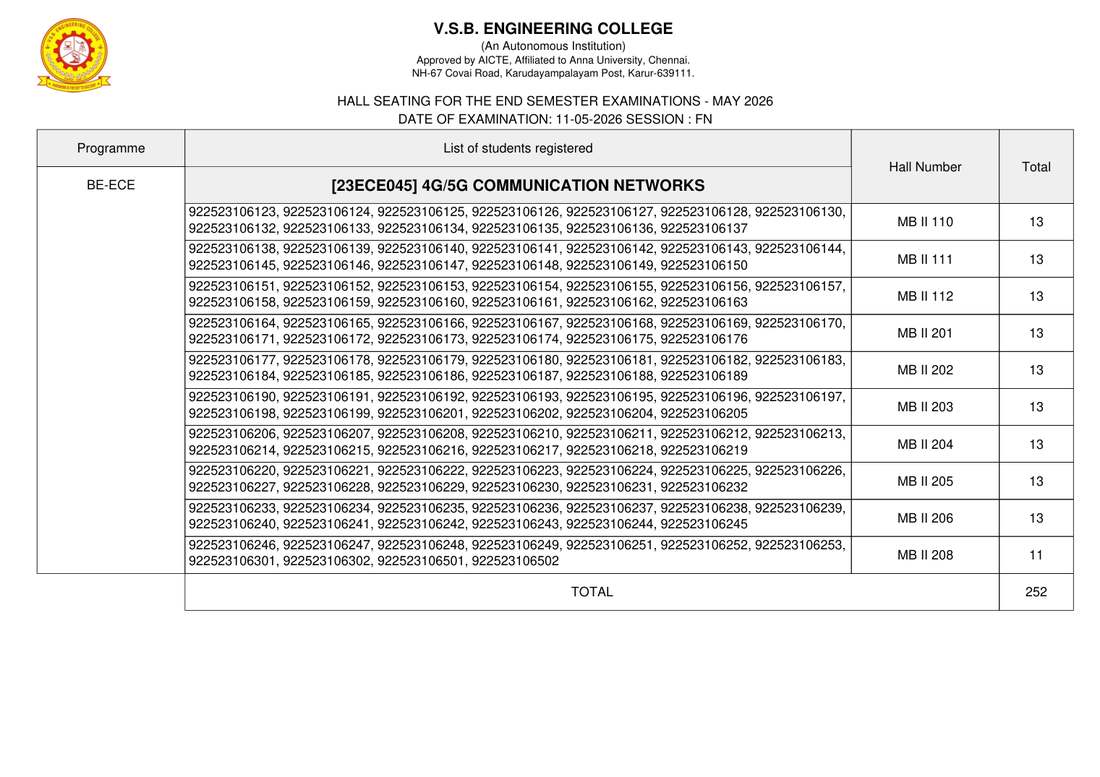 V.S.B. ENGINEERING COLLEGE
(An Autonomous Institution)
Approved by AICTE, Affiliated to Anna University, Chennai.
NH-67 Covai Road, Karudayampalayam Post, Karur-639111.
HALL SEATING FOR THE END SEMESTER EXAMINATIONS - MAY 2026
DATE OF EXAMINATION: 11-05-2026 SESSION : FN
Programme List of students registered Hall Number Total
BE-ECE [23ECE045] 4G/5G COMMUNICATION NETWORKS
922523106123, 922523106124, 922523106125, 922523106126, 922523106127, 922523106128, 922523106130,
922523106132, 922523106133, 922523106134, 922523106135, 922523106136, 922523106137
MB II 110 13
922523106138, 922523106139, 922523106140, 922523106141, 922523106142, 922523106143, 922523106144,
922523106145, 922523106146, 922523106147, 922523106148, 922523106149, 922523106150
MB II 111 13
922523106151, 922523106152, 922523106153, 922523106154, 922523106155, 922523106156, 922523106157,
922523106158, 922523106159, 922523106160, 922523106161, 922523106162, 922523106163
MB II 112 13
922523106164, 922523106165, 922523106166, 922523106167, 922523106168, 922523106169, 922523106170,
922523106171, 922523106172, 922523106173, 922523106174, 922523106175, 922523106176
MB II 201 13
922523106177, 922523106178, 922523106179, 922523106180, 922523106181, 922523106182, 922523106183,
922523106184, 922523106185, 922523106186, 922523106187, 922523106188, 922523106189
MB II 202 13
922523106190, 922523106191, 922523106192, 922523106193, 922523106195, 922523106196, 922523106197,
922523106198, 922523106199, 922523106201, 922523106202, 922523106204, 922523106205
MB II 203 13
922523106206, 922523106207, 922523106208, 922523106210, 922523106211, 922523106212, 922523106213,
922523106214, 922523106215, 922523106216, 922523106217, 922523106218, 922523106219
MB II 204 13
922523106220, 922523106221, 922523106222, 922523106223, 922523106224, 922523106225, 922523106226,
922523106227, 922523106228, 922523106229, 922523106230, 922523106231, 922523106232
MB II 205 13
922523106233, 922523106234, 922523106235, 922523106236, 922523106237, 922523106238, 922523106239,
922523106240, 922523106241, 922523106242, 922523106243, 922523106244, 922523106245
MB II 206 13
922523106246, 922523106247, 922523106248, 922523106249, 922523106251, 922523106252, 922523106253,
922523106301, 922523106302, 922523106501, 922523106502
MB II 208 11
TOTAL 252